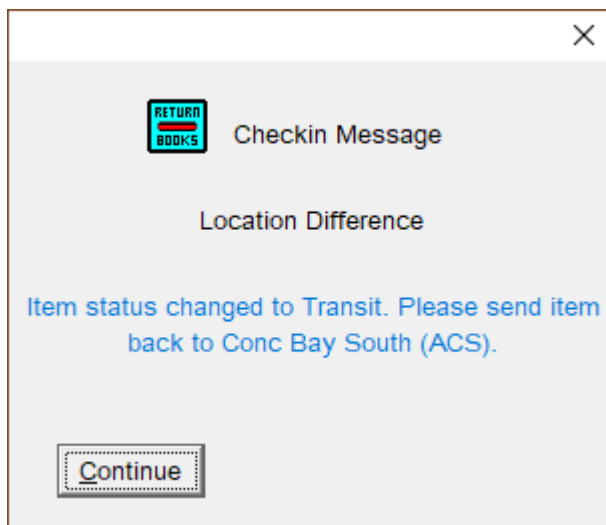 RETURN
BOOKS
Checkin Message
Location Difference
Item status changed to Transit. Please send item
back to Conc Bay South (ACS).
Continue